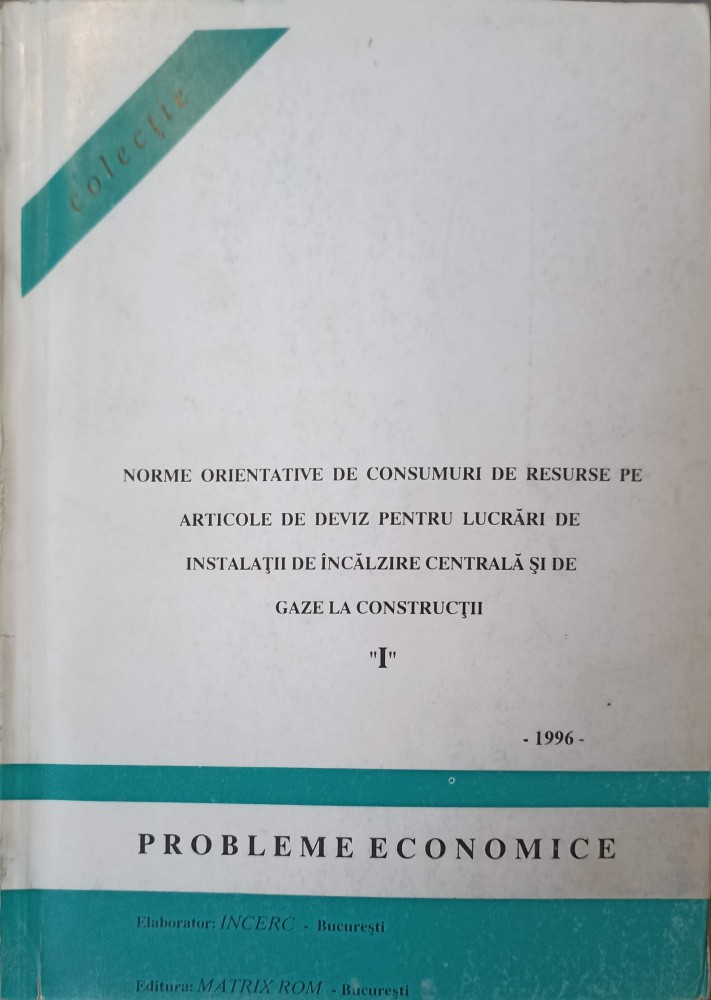 colecţie
NORME ORIENTATIVE DE CONSUMURI DE RESURSE PE
ARTICOLE DE DEVIZ PENTRU LUCRĂRI DE
INSTALAŢII DE ÎNCĂLZIRE CENTRALĂ ŞI DE
GAZE LA CONSTRUCŢII
"I"
- 1996 -
PROBLEME ECONOMICE
Elaborator: INCERC - Bucureşti
Editura: MATRIX ROM - Bucureşti